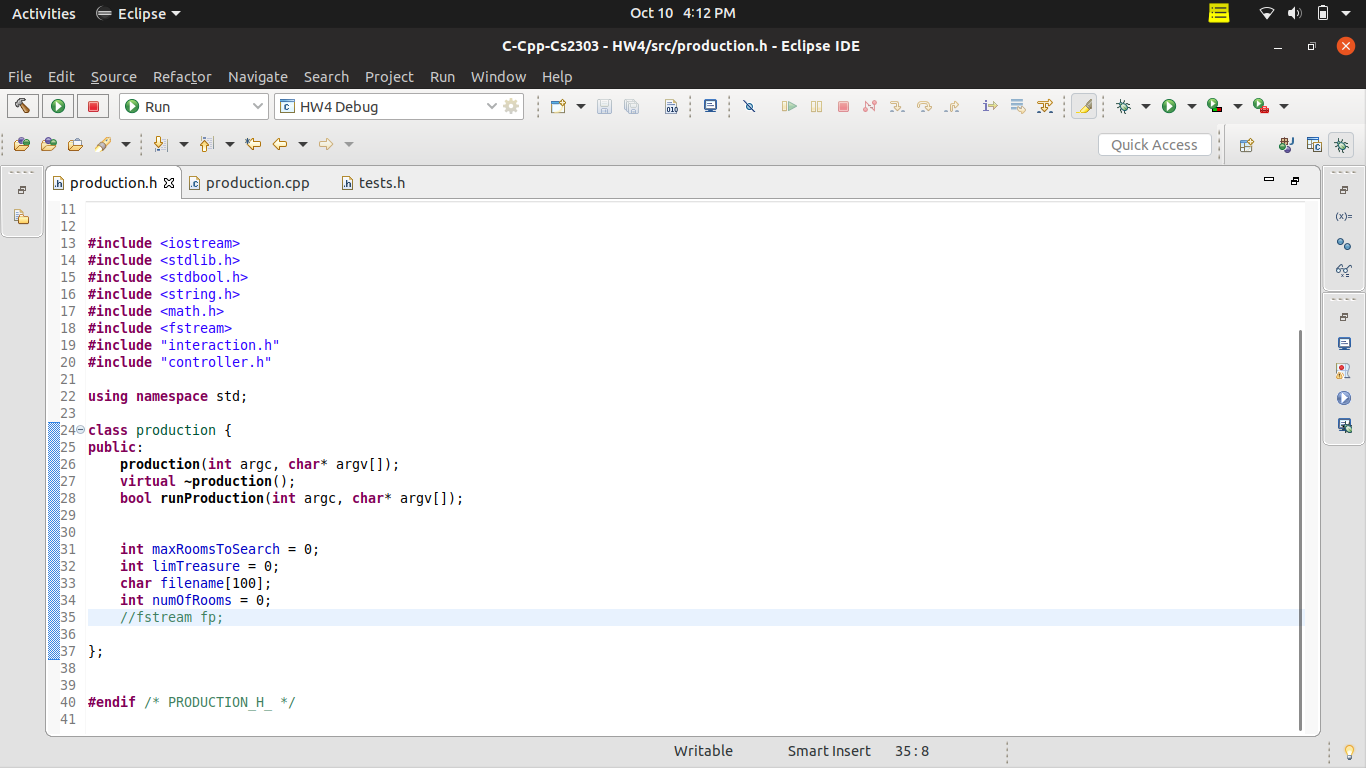 Activities Eclipse Oct 10 4:12 PM
C-Cpp-Cs2303 - HW4/src/production.h - Eclipse IDE
File Edit Source Refactor Navigate Search Project Run Window Help
Run HW4 Debug
Quick Access
production.h production.cpp tests.h
11
12
13 #include <iostream>
14 #include <stdlib.h>
15 #include <stdbool.h>
16 #include <string.h>
17 #include <math.h>
18 #include <fstream>
19 #include "interaction.h"
20 #include "controller.h"
21
22 using namespace std;
23
24 class production {
25 public:
26 production(int argc, char* argv[]);
27 virtual ~production();
28 bool runProduction(int argc, char* argv[]);
29
30
31 int maxRoomsToSearch = 0;
32 int limTreasure = 0;
33 char filename[100];
34 int numOfRooms = 0;
35 //fstream fp;
36
37 };
38
39
40 #endif /* PRODUCTION_H_ */
41
Writable Smart Insert 35 : 8